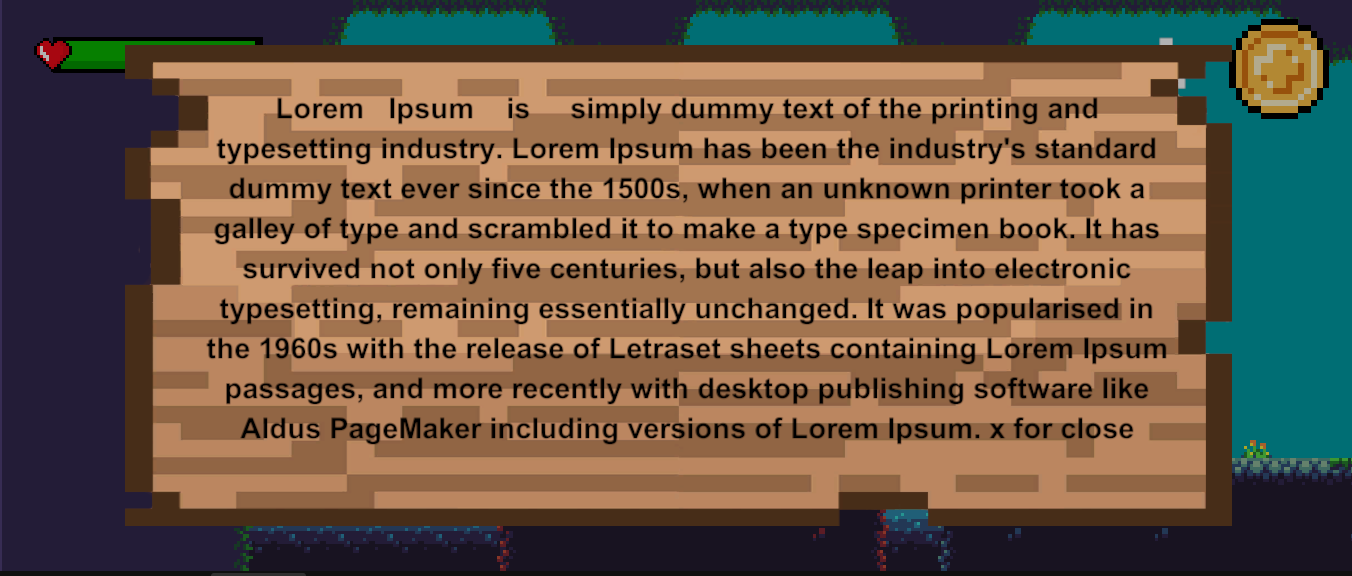 Lorem Ipsum is simply dummy text of the printing and
typesetting industry. Lorem Ipsum has been the industry's standard
dummy text ever since the 1500s, when an unknown printer took a
galley of type and scrambled it to make a type specimen book. It has
survived not only five centuries, but also the leap into electronic
typesetting, remaining essentially unchanged. It was popularised in
the 1960s with the release of Letraset sheets containing Lorem Ipsum
passages, and more recently with desktop publishing software like
Aldus PageMaker including versions of Lorem Ipsum. x for close